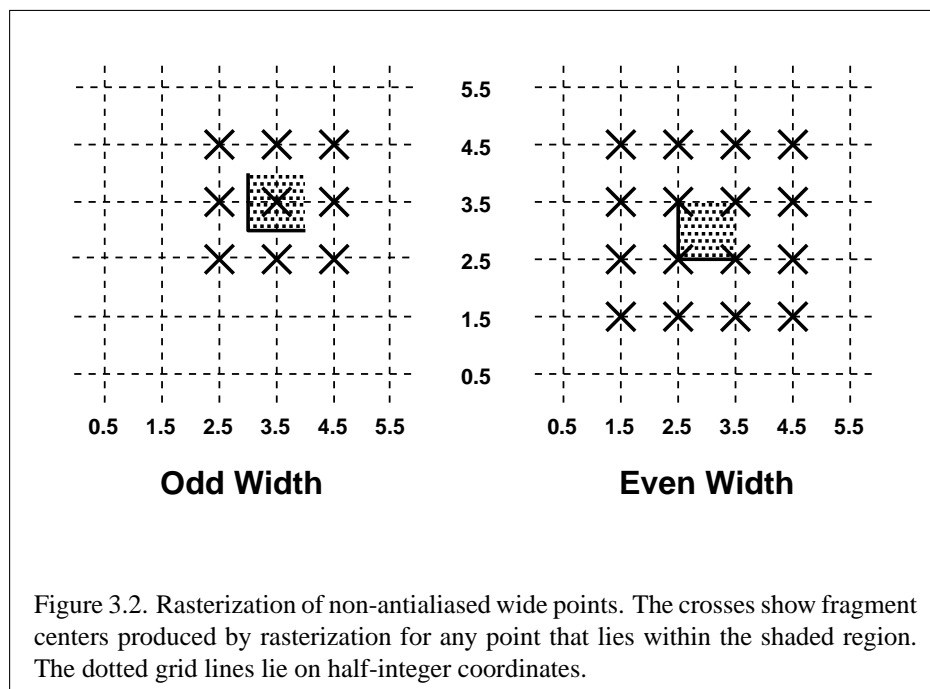 5.5
4.5
3.5
2.5
1.5
0.5
0.5 1.5 2.5 3.5 4.5 5.5
0.5 1.5 2.5 3.5 4.5 5.5
Odd Width
Even Width
Figure 3.2. Rasterization of non-antialiased wide points. The crosses show fragment
centers produced by rasterization for any point that lies within the shaded region.
The dotted grid lines lie on half-integer coordinates.